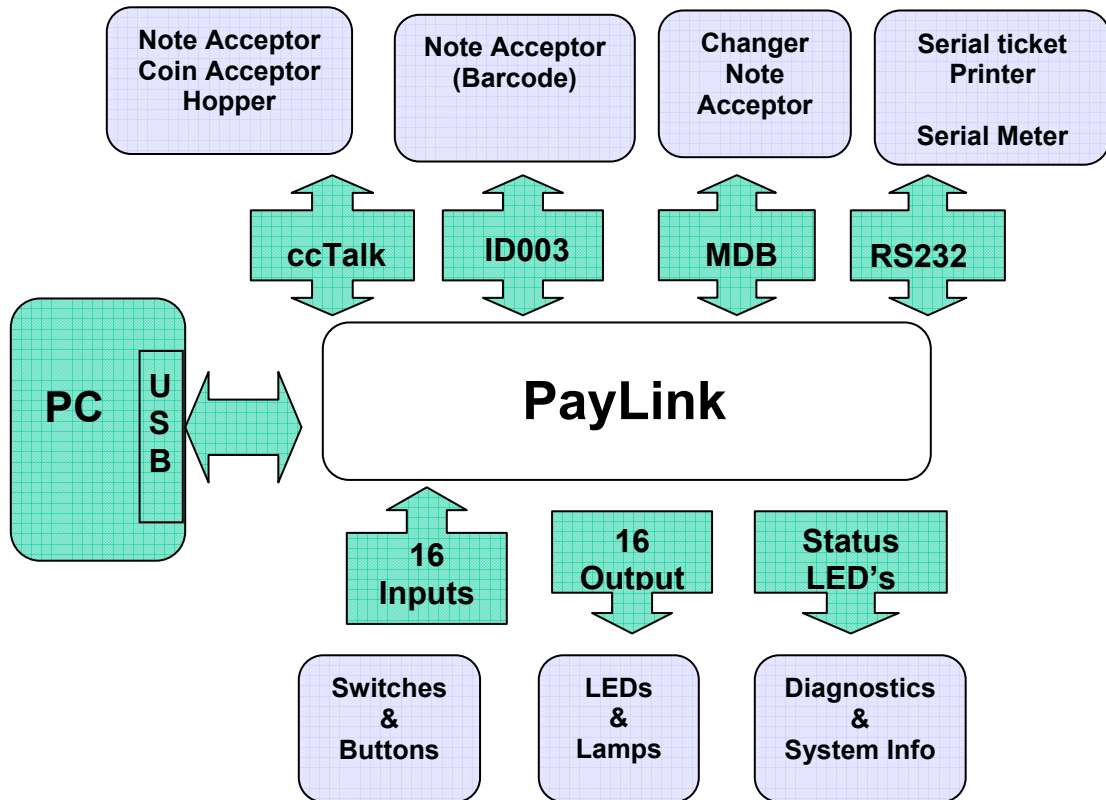 Note Acceptor
Coin Acceptor
Hopper
Note Acceptor
(Barcode)
Changer
Note
Acceptor
Serial ticket
Printer
Serial Meter
ccTalk
ID003
MDB
RS232
PC
U
S
B
PayLink
16
Inputs
16
Output
Status
LED’s
Switches
&
Buttons
LEDs
&
Lamps
Diagnostics
&
System Info